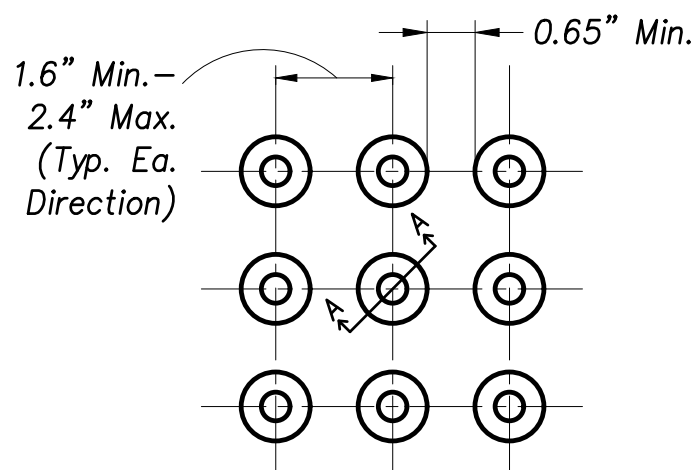 0.65” Min.
1.6” Min.–
2.4” Max.
(Typ. Ea.
Direction)
A
A